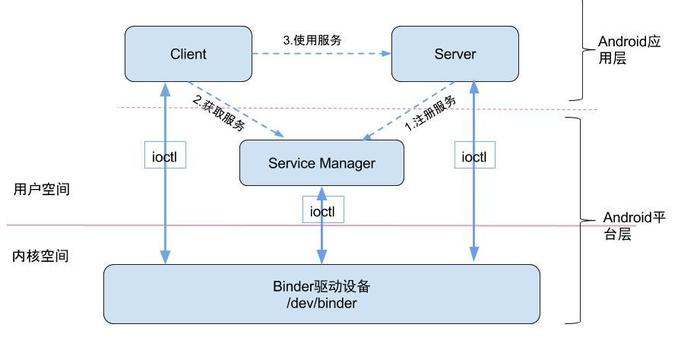 3.使用服务
Client
Server
Android应
用层
2.获取服务
1.注册服务
ioctl
Service Manager
ioctl
用户空间
ioctl
Android平
台层
内核空间
Binder驱动设备
/dev/binder